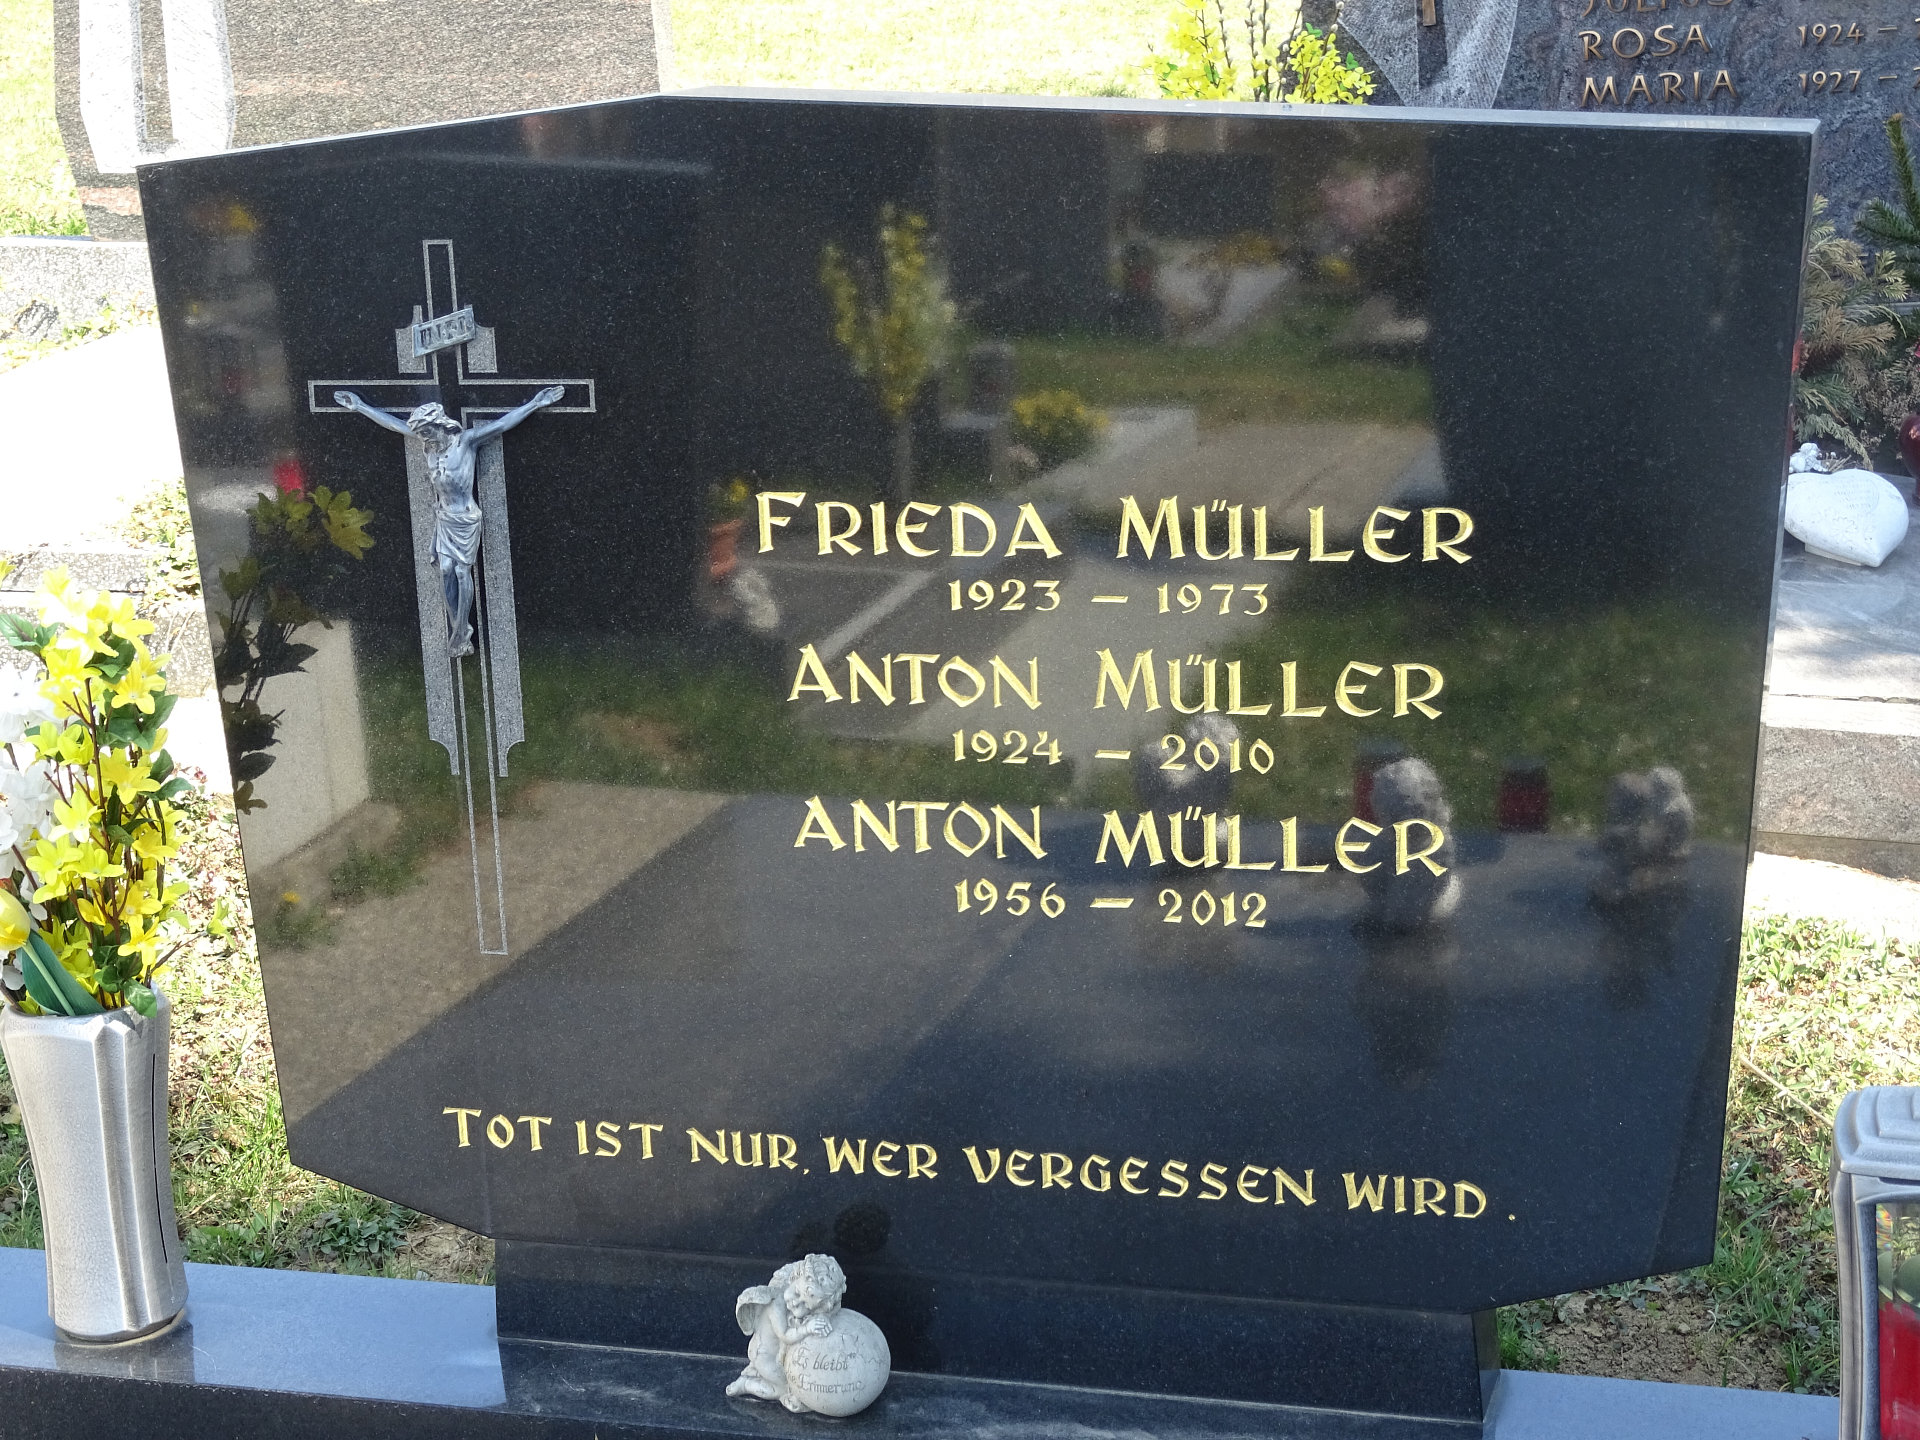 ROSA 1924 –
MARIA 1927 –
INRI
FRIEDA MÜLLER
1923 – 1973
ANTON MÜLLER
1924 – 2010
ANTON MÜLLER
1956 – 2012
TOT IST NUR, WER VERGESSEN WIRD.
Es bleibt
die Erinnerung